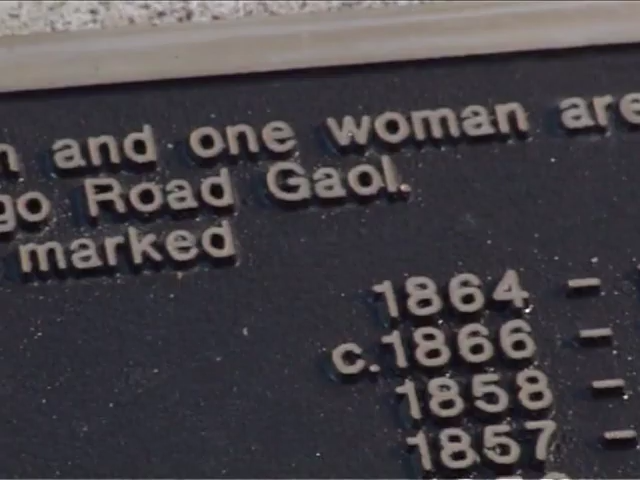 and one woman are
Road Gaol.
marked
1864 -
c.1866 -
1858 -
1857 -